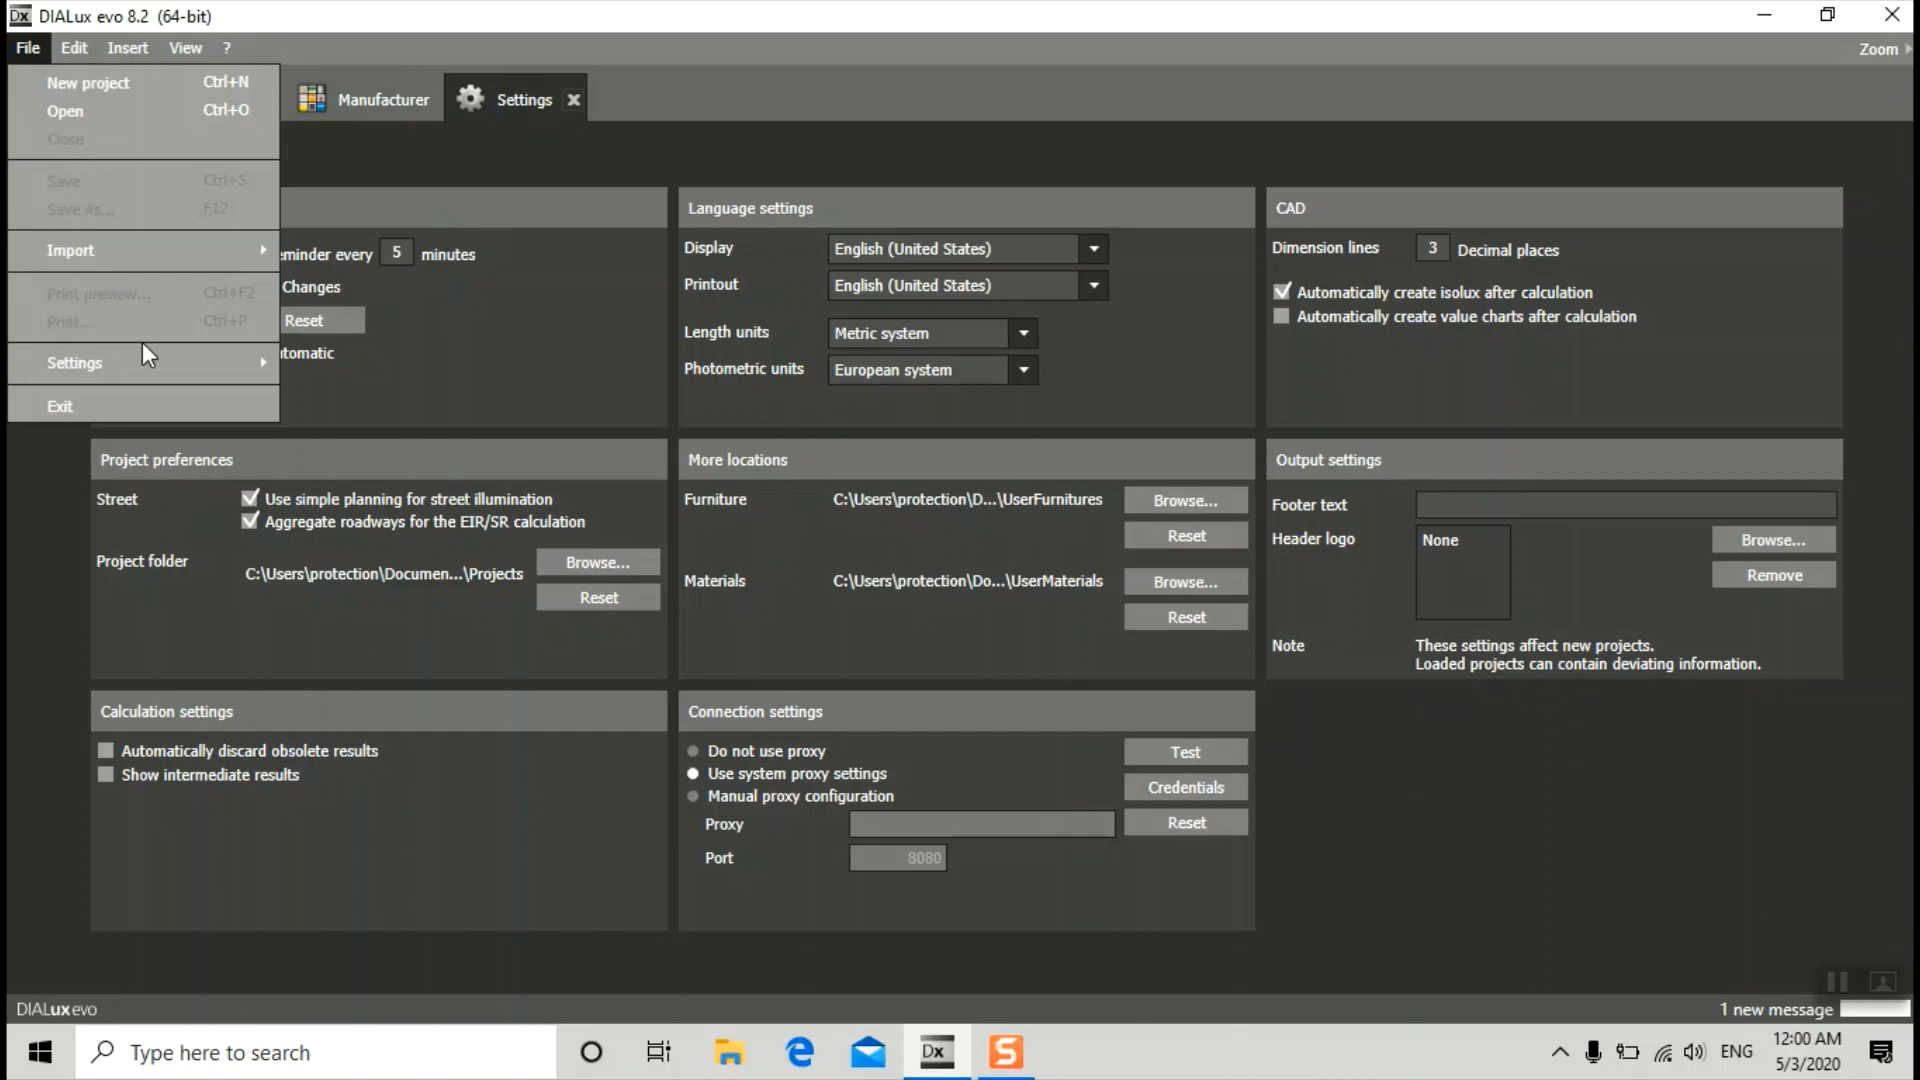 Dx DIALux evo 8.2 (64-bit)
File Edit Insert View ? Zoom
New project Ctrl+N
Open Ctrl+O
Close
Save Ctrl+S
Save As... F12
Import
Print preview... Ctrl+F2
Print... Ctrl+P
Settings
Exit
Manufacturer
Settings
eminder every 5 minutes
Changes
Reset
tomatic
Language settings
Display English (United States)
Printout English (United States)
Length units Metric system
Photometric units European system
CAD
Dimension lines 3 Decimal places
Automatically create isolux after calculation
Automatically create value charts after calculation
Project preferences
Street Use simple planning for street illumination
Aggregate roadways for the EIR/SR calculation
Project folder C:\Users\protection\Documen...\Projects Browse...
Reset
More locations
Furniture C:\Users\protection\D...\UserFurnitures Browse...
Reset
Materials C:\Users\protection\Do...\UserMaterials Browse...
Reset
Output settings
Footer text
Header logo None Browse...
Remove
Note These settings affect new projects.
Loaded projects can contain deviating information.
Calculation settings
Automatically discard obsolete results
Show intermediate results
Connection settings
Do not use proxy Test
Use system proxy settings Credentials
Manual proxy configuration
Proxy Reset
Port 8080
DIALux evo 1 new message
Type here to search
Dx
S
ENG
12:00 AM
5/3/2020